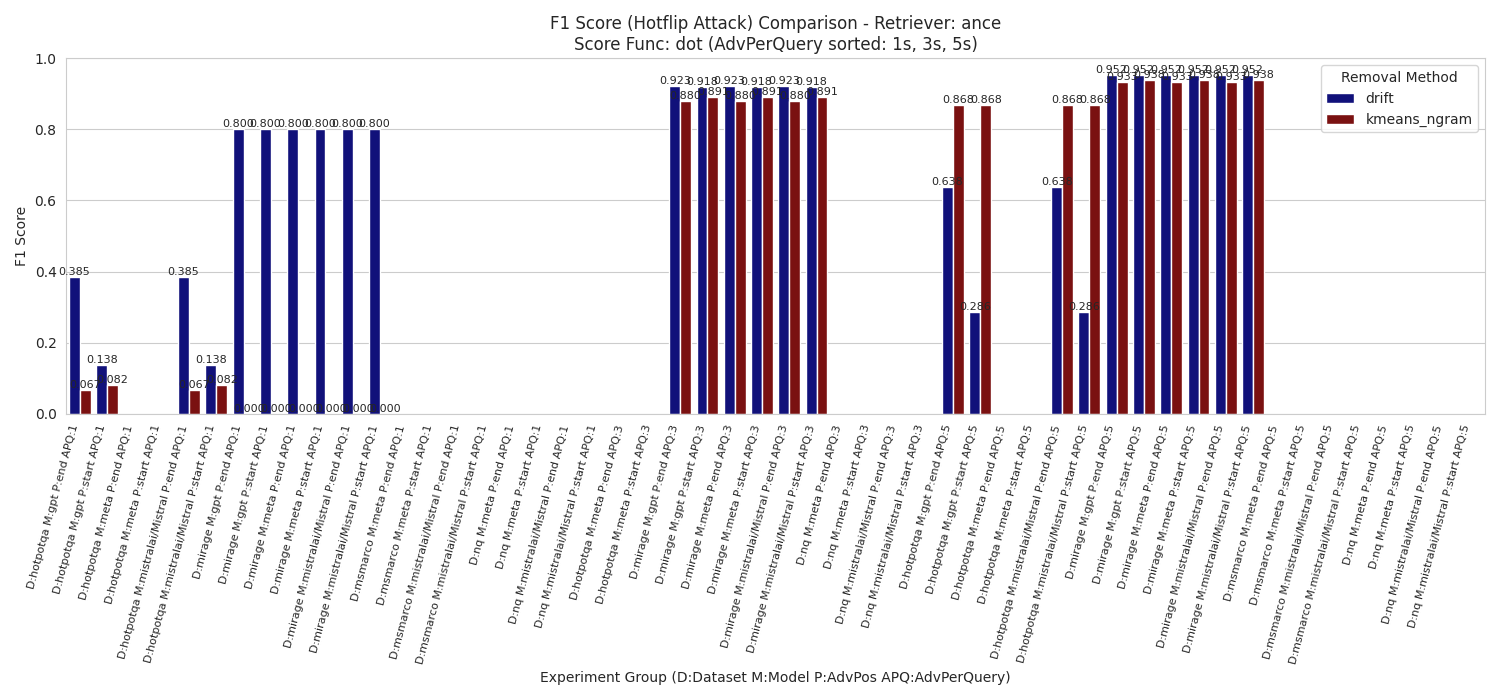 F1 Score (Hotflip Attack) Comparison - Retriever: ance
Score Func: dot (AdvPerQuery sorted: 1s, 3s, 5s)
Removal Method
drift
kmeans_ngram
F1 Score
1.0
0.8
0.6
0.4
0.2
0.0
0.385
0.138
0.385
0.138
0.800
0.800
0.800
0.800
0.800
0.800
0.923
0.918
0.923
0.918
0.923
0.918
0.891
0.868
0.868
0.868
0.868
0.952
0.952
0.952
0.952
0.952
0.952
0.938
D:hotpotqa M:gpt P:end APQ:1
D:hotpotqa M:gpt P:start APQ:1
D:hotpotqa M:meta P:end APQ:1
D:hotpotqa M:meta P:start APQ:1
D:hotpotqa M:mistralai/Mistral P:end APQ:1
D:hotpotqa M:mistralai/Mistral P:start APQ:1
D:mirage M:gpt P:end APQ:1
D:mirage M:gpt P:start APQ:1
D:mirage M:meta P:end APQ:1
D:mirage M:meta P:start APQ:1
D:mirage M:mistralai/Mistral P:end APQ:1
D:mirage M:mistralai/Mistral P:start APQ:1
D:msmarco M:meta P:end APQ:1
D:msmarco M:meta P:start APQ:1
D:msmarco M:mistralai/Mistral P:end APQ:1
D:msmarco M:mistralai/Mistral P:start APQ:1
D:nq M:meta P:end APQ:1
D:nq M:meta P:start APQ:1
D:nq M:mistralai/Mistral P:end APQ:1
D:nq M:mistralai/Mistral P:start APQ:1
D:hotpotqa M:meta P:end APQ:3
D:hotpotqa M:meta P:start APQ:3
D:mirage M:gpt P:end APQ:3
D:mirage M:gpt P:start APQ:3
D:mirage M:meta P:end APQ:3
D:mirage M:meta P:start APQ:3
D:mirage M:mistralai/Mistral P:end APQ:3
D:mirage M:mistralai/Mistral P:start APQ:3
D:nq M:meta P:end APQ:3
D:nq M:meta P:start APQ:3
D:nq M:mistralai/Mistral P:end APQ:3
D:nq M:mistralai/Mistral P:start APQ:3
D:hotpotqa M:gpt P:end APQ:5
D:hotpotqa M:gpt P:start APQ:5
D:hotpotqa M:meta P:end APQ:5
D:hotpotqa M:meta P:start APQ:5
D:hotpotqa M:mistralai/Mistral P:end APQ:5
D:hotpotqa M:mistralai/Mistral P:start APQ:5
D:mirage M:gpt P:end APQ:5
D:mirage M:gpt P:start APQ:5
D:mirage M:meta P:end APQ:5
D:mirage M:meta P:start APQ:5
D:mirage M:mistralai/Mistral P:end APQ:5
D:mirage M:mistralai/Mistral P:start APQ:5
D:msmarco M:meta P:end APQ:5
D:msmarco M:meta P:start APQ:5
D:msmarco M:mistralai/Mistral P:end APQ:5
D:msmarco M:mistralai/Mistral P:start APQ:5
D:nq M:meta P:end APQ:5
D:nq M:meta P:start APQ:5
D:nq M:mistralai/Mistral P:end APQ:5
D:nq M:mistralai/Mistral P:start APQ:5
Experiment Group (D:Dataset M:Model P:AdvPos APQ:AdvPerQuery)